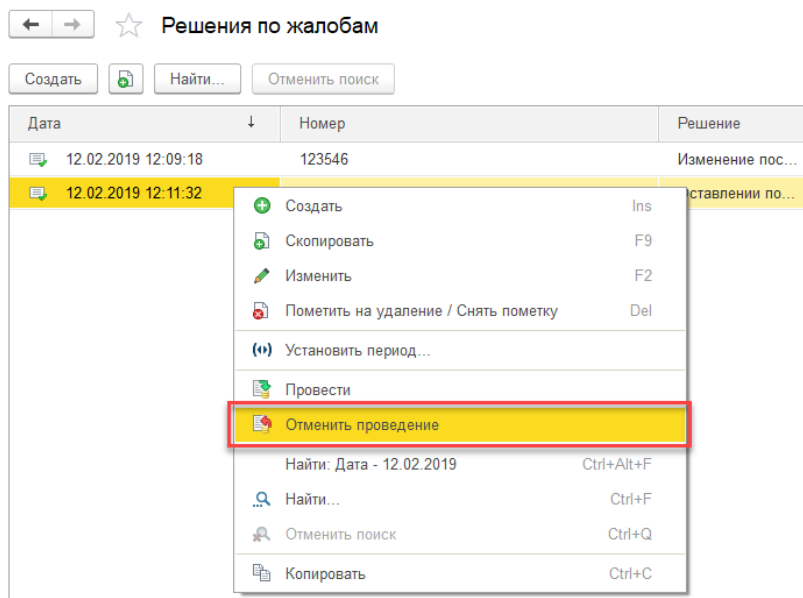 Решения по жалобам
Создать Найти... Отменить поиск
Дата ↓ Номер Решение
12.02.2019 12:09:18 123546 Изменение пос...
12.02.2019 12:11:32 ставлении по...
Создать Ins
Скопировать F9
Изменить F2
Пометить на удаление / Снять пометку Del
Установить период...
Провести
Отменить проведение
Найти: Дата - 12.02.2019 Ctrl+Alt+F
Найти... Ctrl+F
Отменить поиск Ctrl+Q
Копировать Ctrl+C